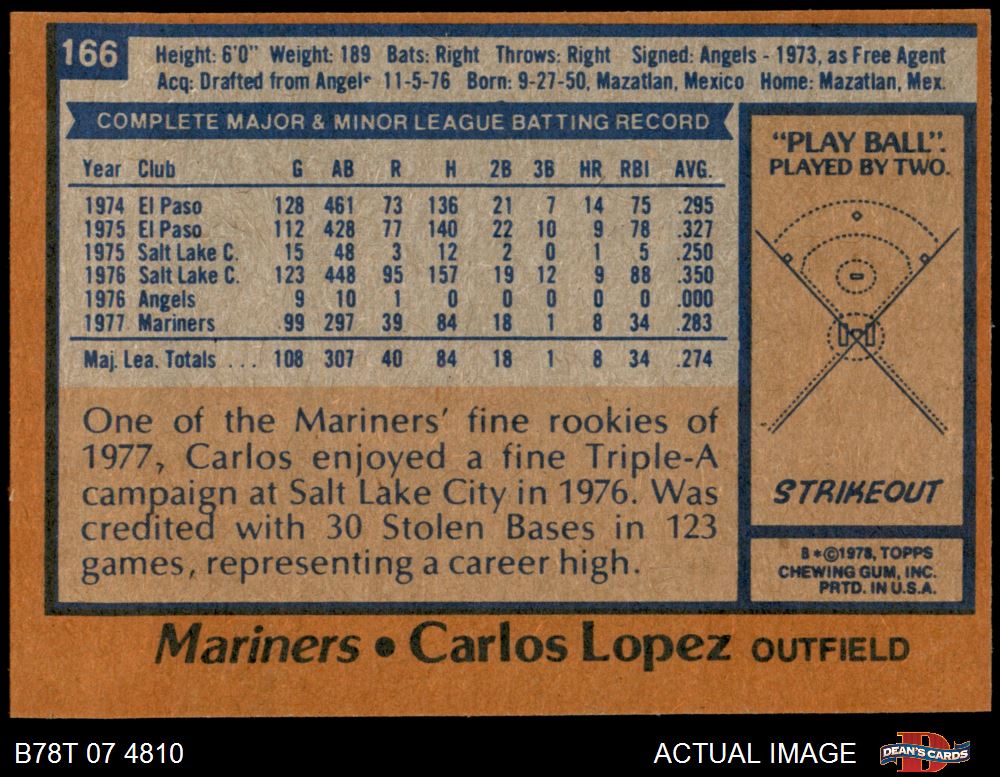 166
Height: 6'0" Weight: 189 Bats: Right Throws: Right Signed: Angels - 1973, as Free Agent
Acq: Drafted from Angels 11-5-76 Born: 9-27-50, Mazatlan, Mexico Home: Mazatlan, Mex.
COMPLETE MAJOR & MINOR LEAGUE BATTING RECORD
Year Club G AB R H 2B 3B HR RBI AVG.
1974 El Paso 128 461 73 136 21 7 14 75 .295
1975 El Paso 112 428 77 140 22 10 9 78 .327
1975 Salt Lake C. 15 48 3 12 2 0 1 5 .250
1976 Salt Lake C. 123 448 95 157 19 12 9 88 .350
1976 Angels 9 10 1 0 0 0 0 0 .000
1977 Mariners 99 297 39 84 18 1 8 34 .283
Maj. Lea. Totals ... 108 307 40 84 18 1 8 34 .274
One of the Mariners' fine rookies of
1977, Carlos enjoyed a fine Triple-A
campaign at Salt Lake City in 1976. Was
credited with 30 Stolen Bases in 123
games, representing a career high.
"PLAY BALL".
PLAYED BY TWO.
STRIKEOUT
8*©1978, TOPPS
CHEWING GUM, INC.
PRTD. IN U.S.A.
Mariners • Carlos Lopez OUTFIELD
B78T 07 4810
ACTUAL IMAGE
DEAN'S CARDS